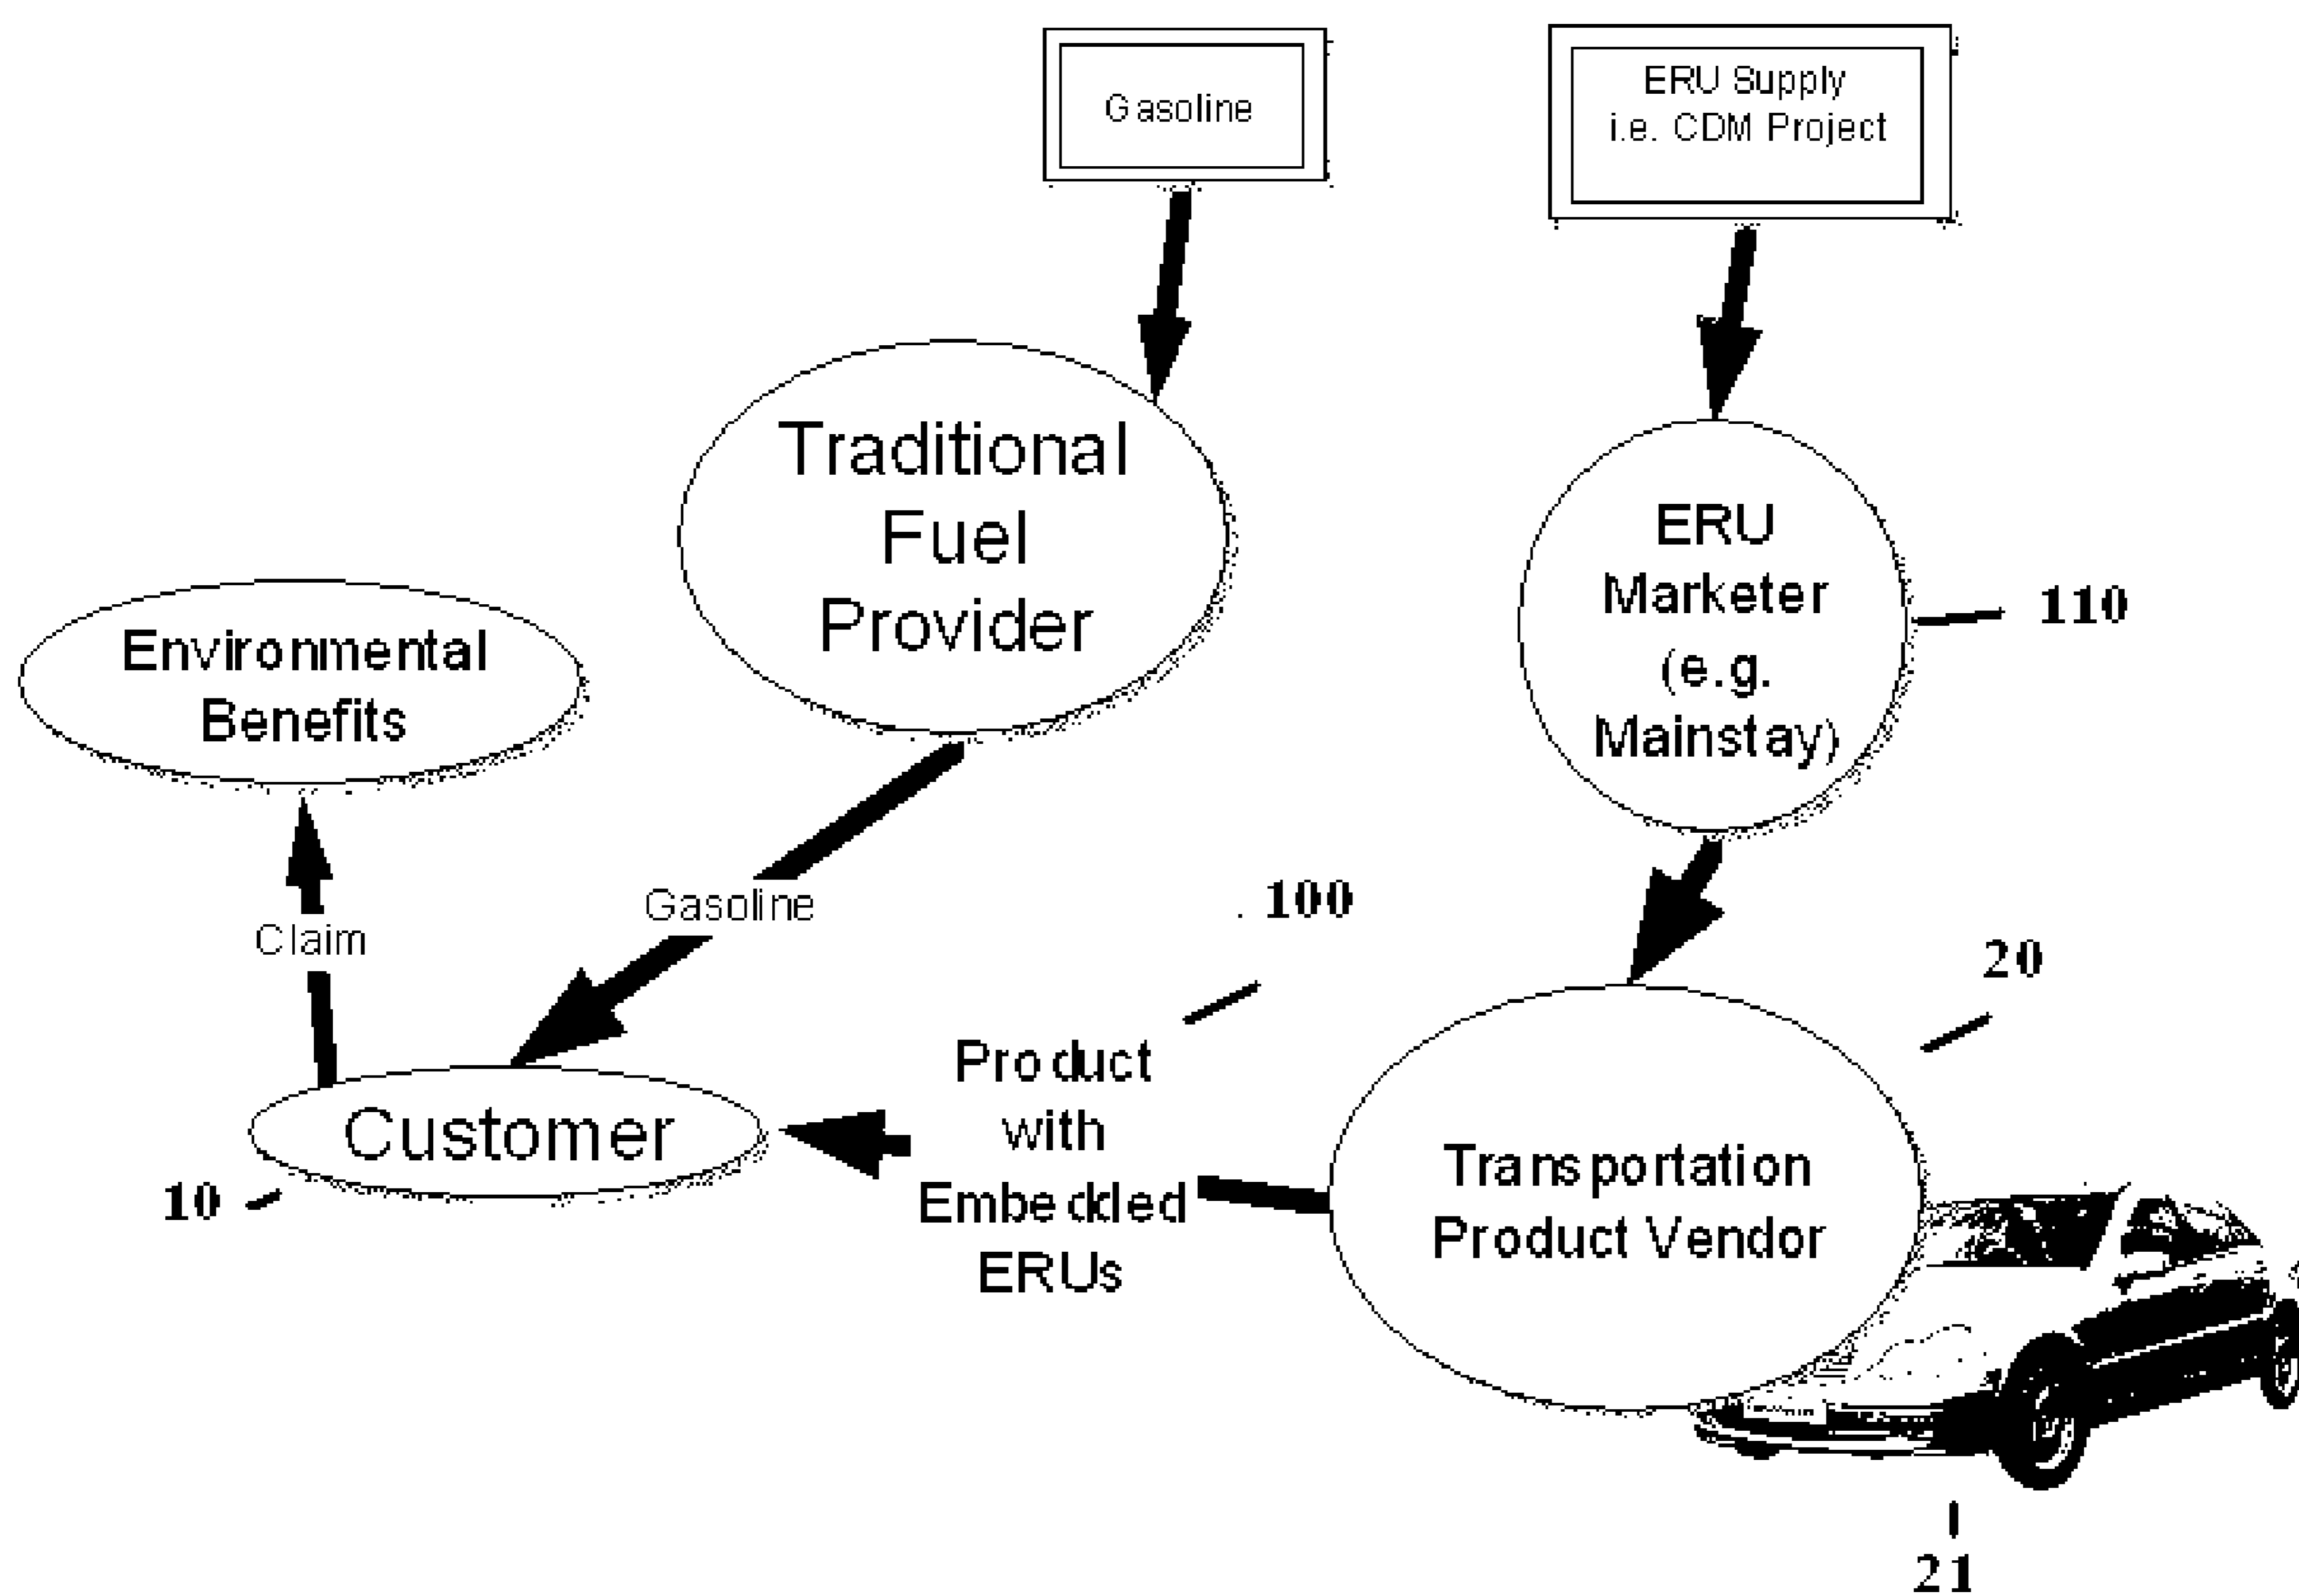 Gasoline
ERU Supply
i.e. CDM Project
Traditional
Fuel
Provider
ERU
Marketer
(e.g.
Mainstay)
110
Environmental
Benefits
Claim
Gasoline
100
20
Product
with
Embedded
ERUs
Customer
10
Transportation
Product Vendor
21